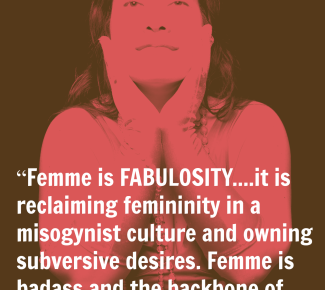 “Femme is FABULOSITY....it is
reclaiming femininity in a
misogynist culture and owning
subversive desires. Femme is
badass and the backbone of